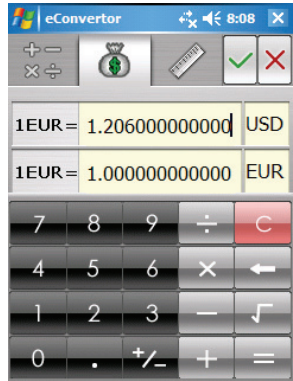 eConvertor 8:08
1EUR= 1.206000000000 USD
1EUR= 1.000000000000 EUR
7 8 9 ÷ C
4 5 6 × ←
1 2 3 − √
0 . +/- + =